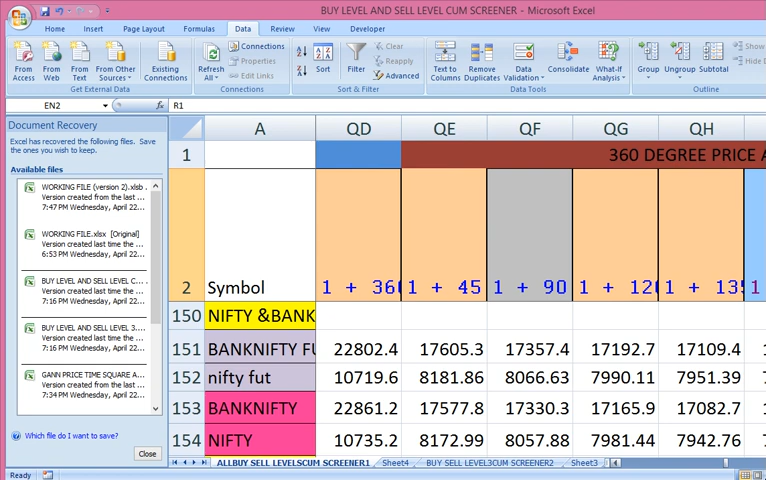 BUY LEVEL AND SELL LEVEL CUM SCREENER - Microsoft Excel
Home Insert Page Layout Formulas Data Review View Developer
From Access
From Web
From Text
From Other Sources
Existing Connections
Get External Data
Refresh All
Connections
Properties
Edit Links
Connections
Sort
Filter
Clear
Reapply
Advanced
Sort & Filter
Text to Columns
Remove Duplicates
Data Validation
Consolidate
What-If Analysis
Data Tools
Group
Ungroup
Subtotal
Show
Hide D
Outline
EN2 fx R1
Document Recovery
Excel has recovered the following files. Save
the ones you wish to keep.
Available files
WORKING FILE (version 2).xlsb ..
Version created from the last ...
7:47 PM Wednesday, April 22...
WORKING FILE.xlsx [Original]
Version created last time the ...
6:53 PM Wednesday, April 22...
BUY LEVEL AND SELL LEVEL C...
Version created last time the ...
7:16 PM Wednesday, April 22...
BUY LEVEL AND SELL LEVEL 3....
Version created last time the ...
7:16 PM Wednesday, April 22...
GANN PRICE TIME SQUARE A...
Version created from the last ...
7:34 PM Wednesday, April 22...
Which file do I want to save?
Close
A QD QE QF QG QH
1 360 DEGREE PRICE A
2 Symbol 1 + 360 1 + 45 1 + 90 1 + 120 1 + 135 1
150 NIFTY &BANK
151 BANKNIFTY FU 22802.4 17605.3 17357.4 17192.7 17109.4 1
152 nifty fut 10719.6 8181.86 8066.63 7990.11 7951.39 7
153 BANKNIFTY 22861.2 17577.8 17330.3 17165.9 17082.7 1
154 NIFTY 10735.2 8172.99 8057.88 7981.44 7942.76 7
ALLBUY SELL LEVELSCUM SCREENER1 Sheet4 BUY SELL LEVEL3CUM SCREENER2 Sheet3
Ready